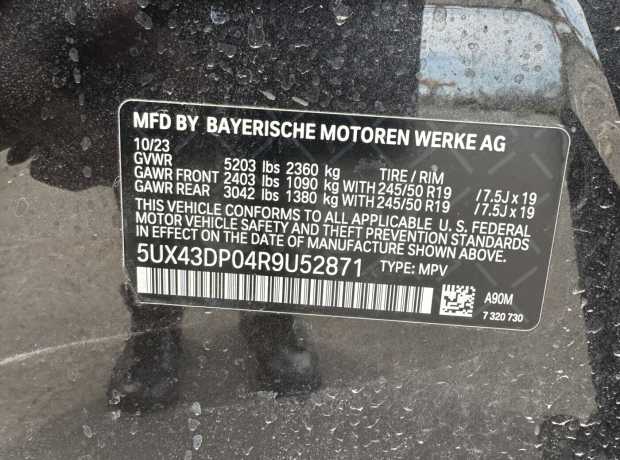 MFD BY BAYERISCHE MOTOREN WERKE AG
10/23
GVWR 5203 lbs 2360 kg TIRE / RIM
GAWR FRONT 2403 lbs 1090 kg WITH 245/50 R19 / 7.5J x 19
GAWR REAR 3042 lbs 1380 kg WITH 245/50 R19 / 7.5J x 19
THIS VEHICLE CONFORMS TO ALL APPLICABLE U. S. FEDERAL
MOTOR VEHICLE SAFETY AND THEFT PREVENTION STANDARDS
IN EFFECT ON THE DATE OF MANUFACTURE SHOWN ABOVE.
5UX43DP04R9U52871 TYPE: MPV
A90M
7 320 730